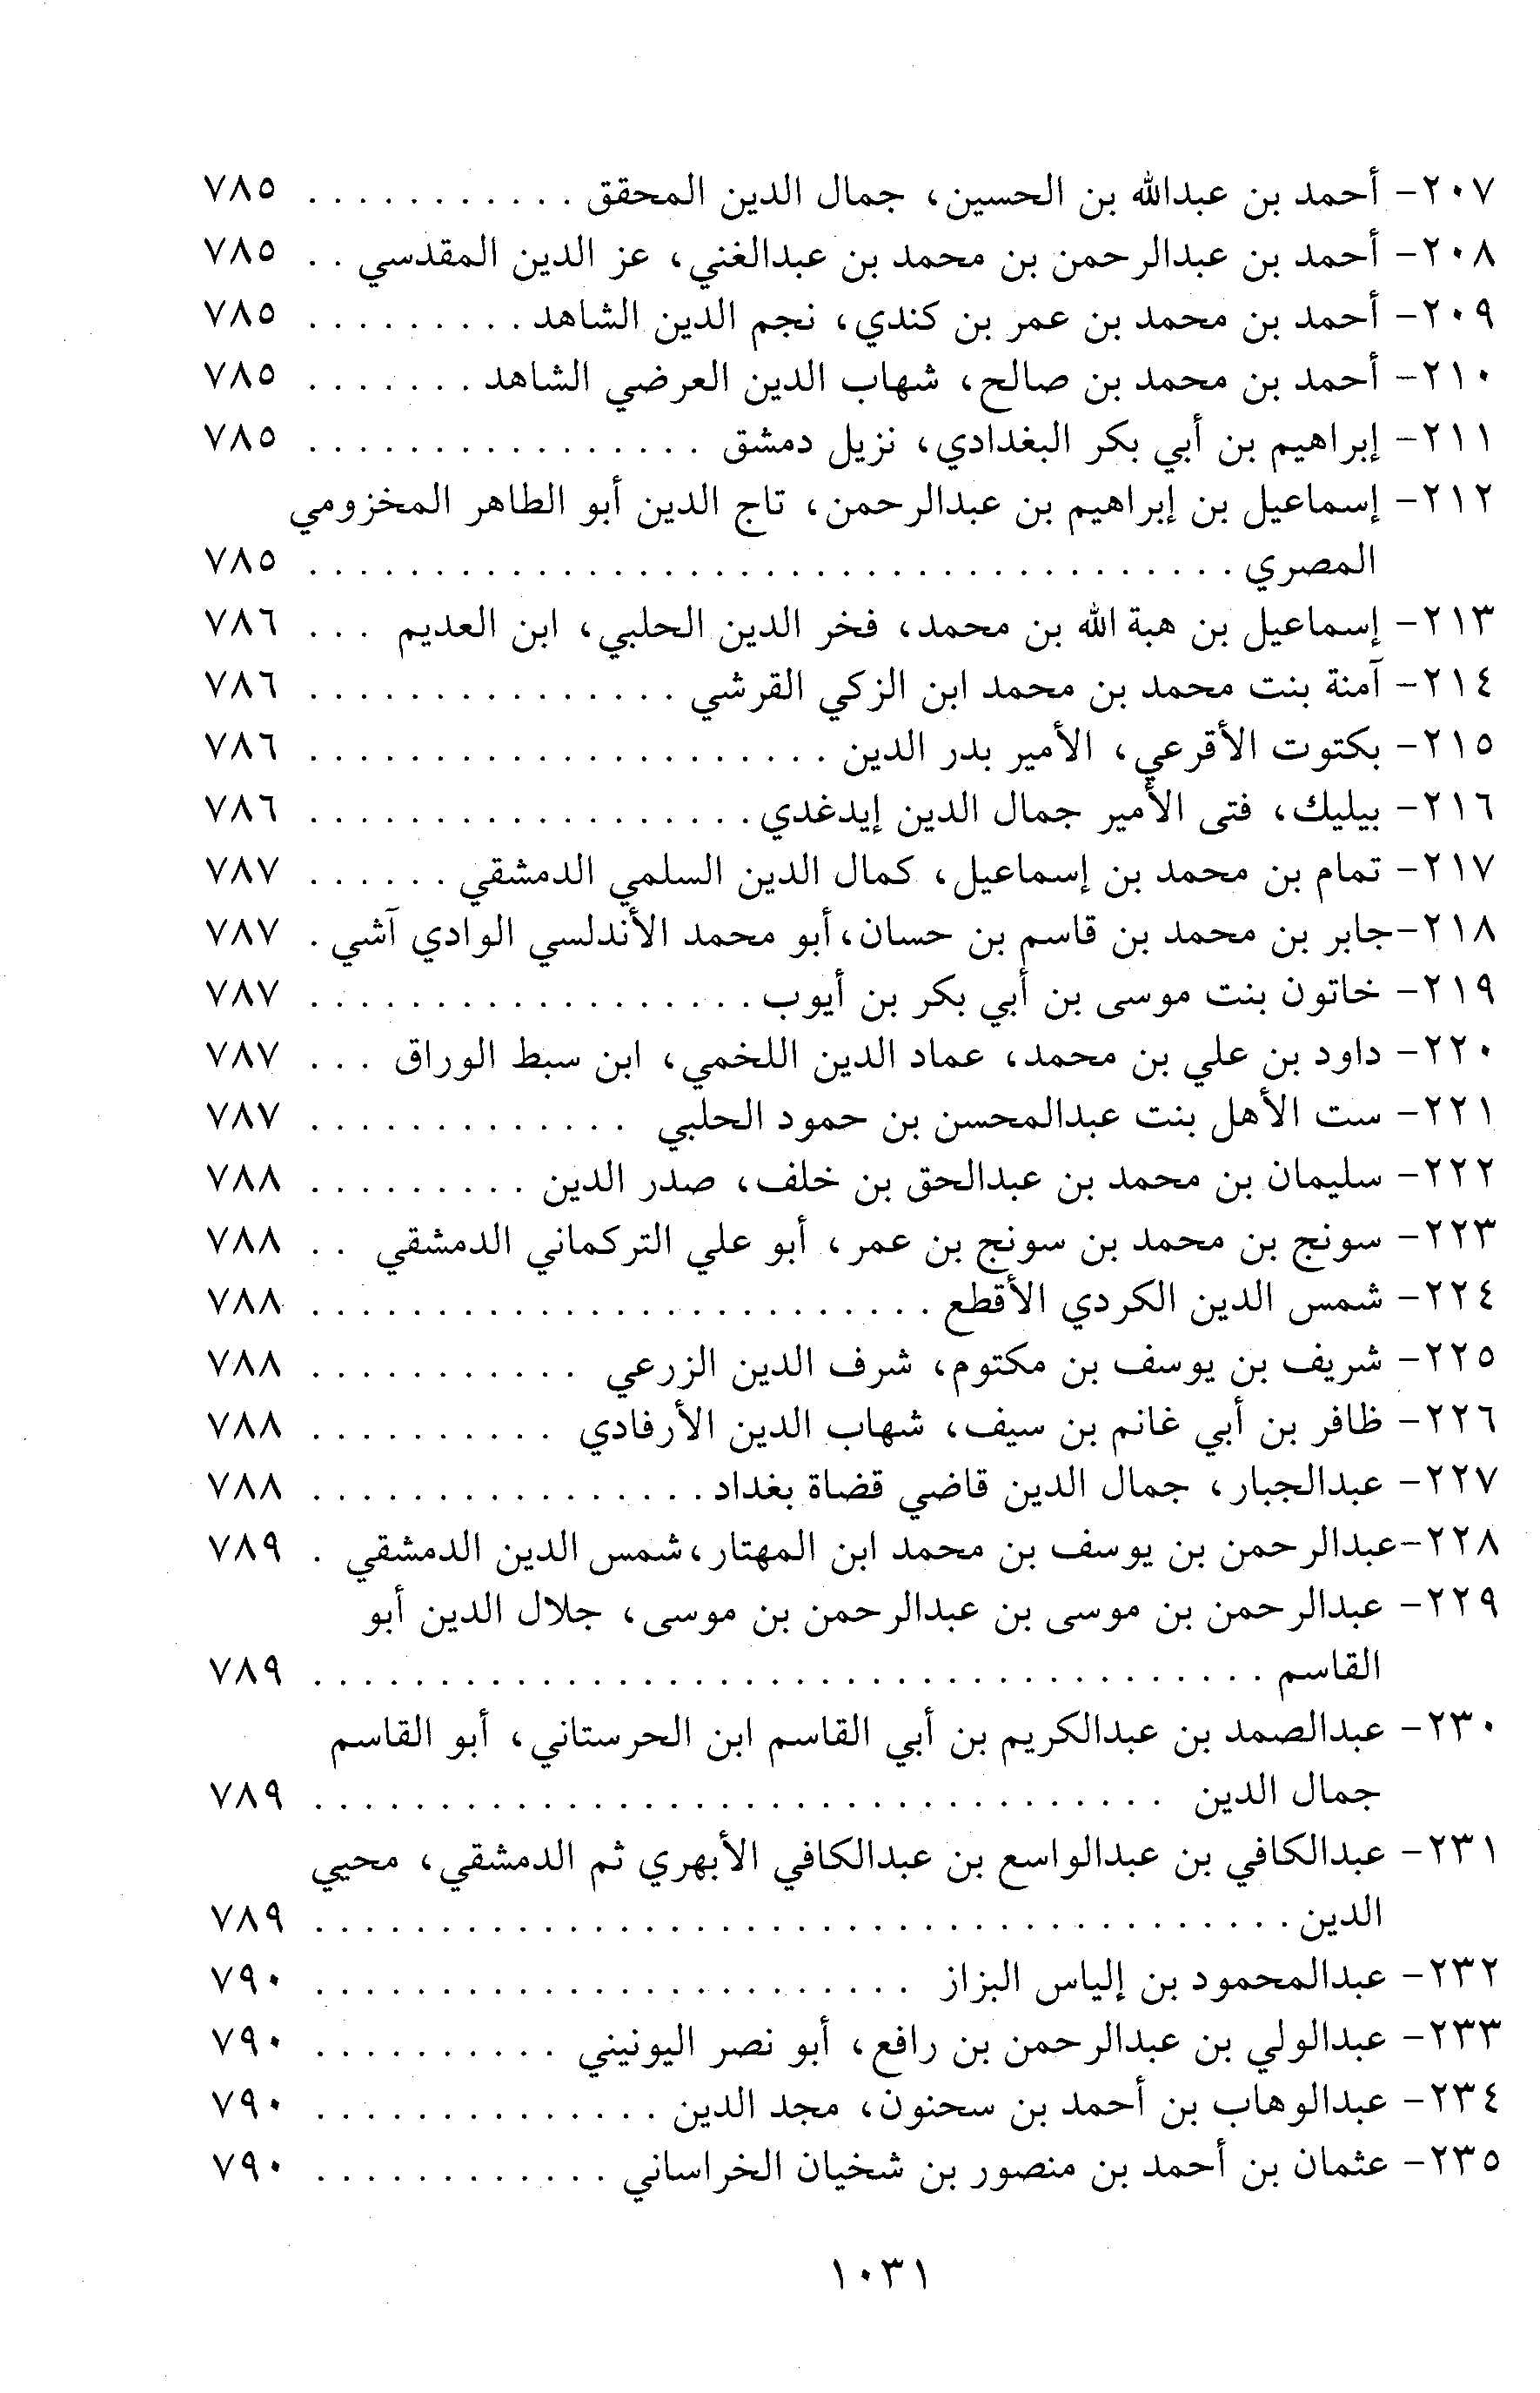 ٢٠٧- أحمد بن عبدالله بن الحسين، جمال الدين المحقق . . . . . . . . . . . ٧٨٥
٢٠٨- أحمد بن عبدالرحمن بن محمد بن عبدالغني، عز الدين المقدسي . . ٧٨٥
٢٠٩- أحمد بن محمد بن عمر بن كندي، نجم الدين الشاهد . . . . . . . . . ٧٨٥
٢١٠- أحمد بن محمد بن صالح، شهاب الدين العرضي الشاهد . . . . . . . ٧٨٥
٢١١- إبراهيم بن أبي بكر البغدادي، نزيل دمشق . . . . . . . . . . . . . . . . ٧٨٥
٢١٢- إسماعيل بن إبراهيم بن عبدالرحمن، تاج الدين أبو الطاهر المخزومي
المصري . . . . . . . . . . . . . . . . . . . . . . . . . . . . . . . . . . . . . ٧٨٥
٢١٣- إسماعيل بن هبة الله بن محمد، فخر الدين الحلبي، ابن العديم . . . ٧٨٦
٢١٤- آمنة بنت محمد بن محمد ابن الزكي القرشي . . . . . . . . . . . . . . . ٧٨٦
٢١٥- بكتوت الأقرعي، الأمير بدر الدين . . . . . . . . . . . . . . . . . . . . . ٧٨٦
٢١٦- بيليك، فتى الأمير جمال الدين إيدغدي . . . . . . . . . . . . . . . . . . ٧٨٦
٢١٧- تمام بن محمد بن إسماعيل، كمال الدين السلمي الدمشقي . . . . . . ٧٨٧
٢١٨-جابر بن محمد بن قاسم بن حسان،أبو محمد الأندلسي الوادي آشي . ٧٨٧
٢١٩- خاتون بنت موسى بن أبي بكر بن أيوب . . . . . . . . . . . . . . . . . . ٧٨٧
٢٢٠- داود بن علي بن محمد، عماد الدين اللخمي، ابن سبط الوراق . . . ٧٨٧
٢٢١- ست الأهل بنت عبدالمحسن بن حمود الحلبي . . . . . . . . . . . . . ٧٨٧
٢٢٢- سليمان بن محمد بن عبدالحق بن خلف، صدر الدين . . . . . . . . . ٧٨٨
٢٢٣- سونج بن محمد بن سونج بن عمر، أبو علي التركماني الدمشقي . . ٧٨٨
٢٢٤- شمس الدين الكردي الأقطع . . . . . . . . . . . . . . . . . . . . . . . . . ٧٨٨
٢٢٥- شريف بن يوسف بن مكتوم، شرف الدين الزرعي . . . . . . . . . . . ٧٨٨
٢٢٦- ظافر بن أبي غانم بن سيف، شهاب الدين الأرفادي . . . . . . . . . . ٧٨٨
٢٢٧- عبدالجبار، جمال الدين قاضي قضاة بغداد . . . . . . . . . . . . . . . . ٧٨٨
٢٢٨-عبدالرحمن بن يوسف بن محمد ابن المهتار،شمس الدين الدمشقي . ٧٨٩
٢٢٩- عبدالرحمن بن موسى بن عبدالرحمن بن موسى، جلال الدين أبو
القاسم . . . . . . . . . . . . . . . . . . . . . . . . . . . . . . . . . . . . . . ٧٨٩
٢٣٠- عبدالصمد بن عبدالكريم بن أبي القاسم ابن الحرستاني، أبو القاسم
جمال الدين . . . . . . . . . . . . . . . . . . . . . . . . . . . . . . . . . . ٧٨٩
٢٣١- عبدالكافي بن عبدالواسع بن عبدالكافي الأبهري ثم الدمشقي، محيي
الدين . . . . . . . . . . . . . . . . . . . . . . . . . . . . . . . . . . . . . . . ٧٨٩
٢٣٢- عبدالمحمود بن إلياس البزاز . . . . . . . . . . . . . . . . . . . . . . . . ٧٩٠
٢٣٣- عبدالولي بن عبدالرحمن بن رافع، أبو نصر اليونيني . . . . . . . . . . ٧٩٠
٢٣٤- عبدالوهاب بن أحمد بن سحنون، مجد الدين . . . . . . . . . . . . . . ٧٩٠
٢٣٥- عثمان بن أحمد بن منصور بن شخيان الخراساني . . . . . . . . . . . . ٧٩٠
١٠٣١